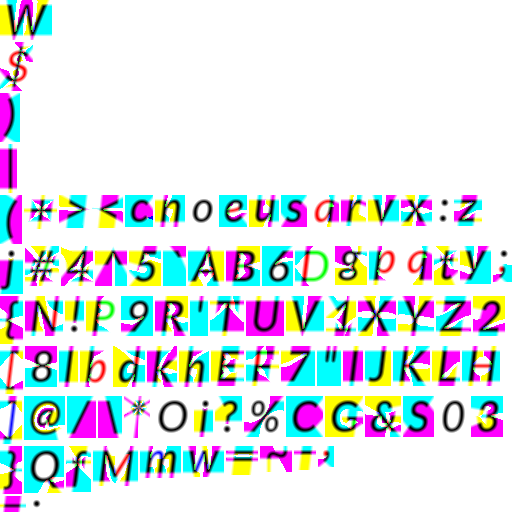 W
$
)
|
( + > < c n o e u s a r v x : z
j # 4 ^ 5 ` A B 6 D g p q t y ;
{ N ! P 9 R ' T U V 1 X Y Z 2
[ 8 l b d k h E F 7 " I J K L H
] @ / \ * O i ? % C G & S 0 3
} Q f M m w = ~ - ,
_ .